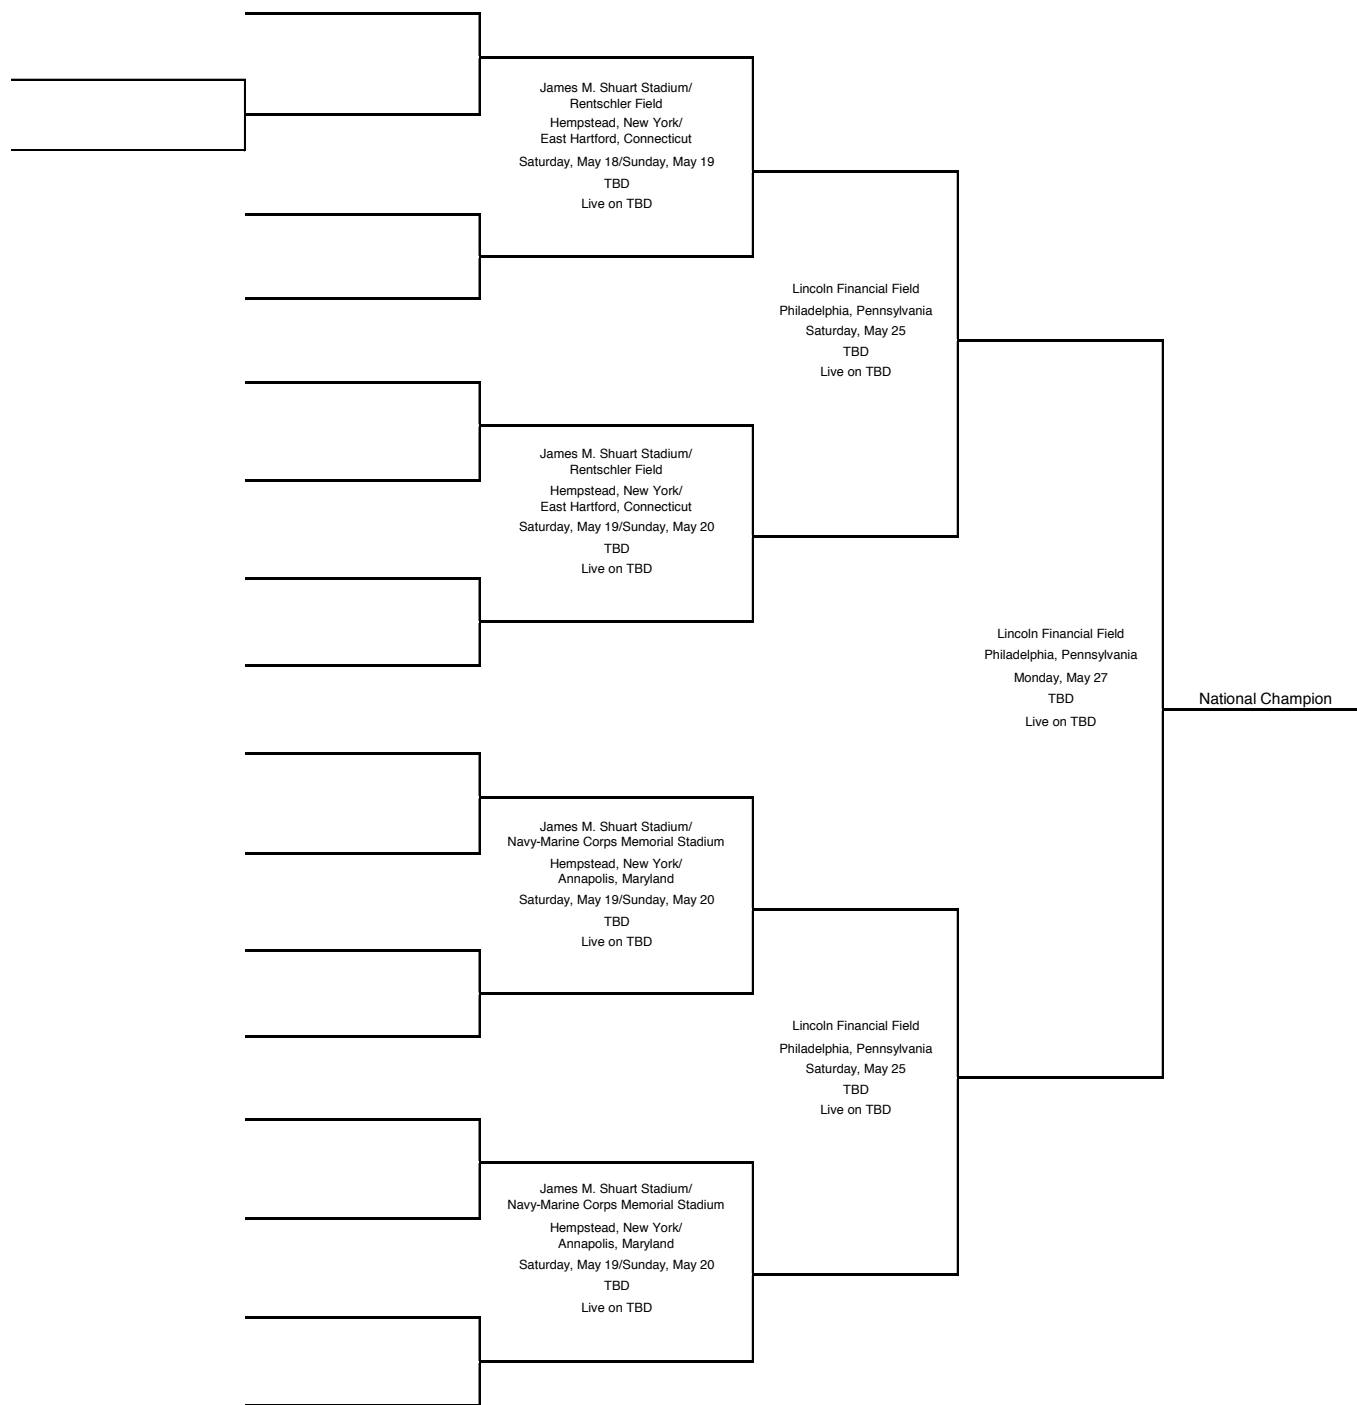 James M. Shuart Stadium/
Rentschler Field
Hempstead, New York/
East Hartford, Connecticut
Saturday, May 18/Sunday, May 19
TBD
Live on TBD
Lincoln Financial Field
Philadelphia, Pennsylvania
Saturday, May 25
TBD
Live on TBD
James M. Shuart Stadium/
Rentschler Field
Hempstead, New York/
East Hartford, Connecticut
Saturday, May 19/Sunday, May 20
TBD
Live on TBD
Lincoln Financial Field
Philadelphia, Pennsylvania
Monday, May 27
TBD
Live on TBD
National Champion
James M. Shuart Stadium/
Navy-Marine Corps Memorial Stadium
Hempstead, New York/
Annapolis, Maryland
Saturday, May 19/Sunday, May 20
TBD
Live on TBD
Lincoln Financial Field
Philadelphia, Pennsylvania
Saturday, May 25
TBD
Live on TBD
James M. Shuart Stadium/
Navy-Marine Corps Memorial Stadium
Hempstead, New York/
Annapolis, Maryland
Saturday, May 19/Sunday, May 20
TBD
Live on TBD